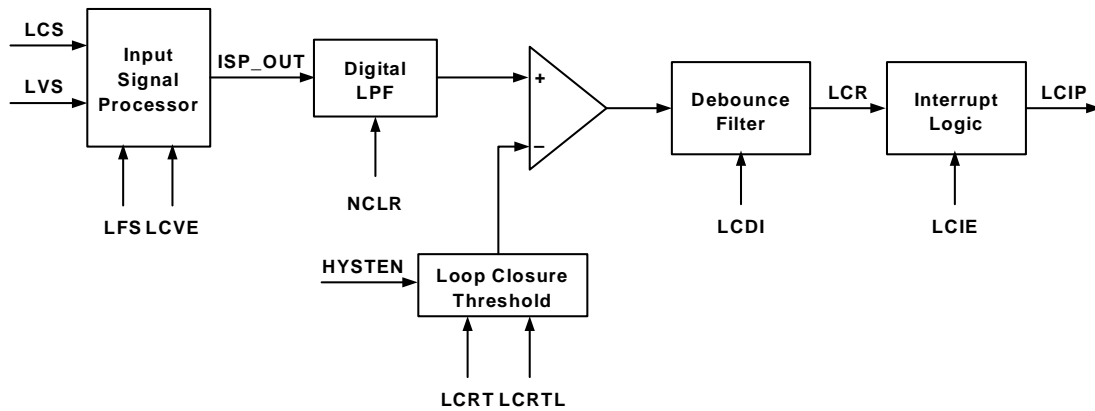 LCS
LVS
Input
Signal
Processor
ISP_OUT
Digital
LPF
+
–
Debounce
Filter
LCR
Interrupt
Logic
LCIP
LFS LCVE
NCLR
LCDI
LCIE
HYSTEN
Loop Closure
Threshold
LCRT LCRTL